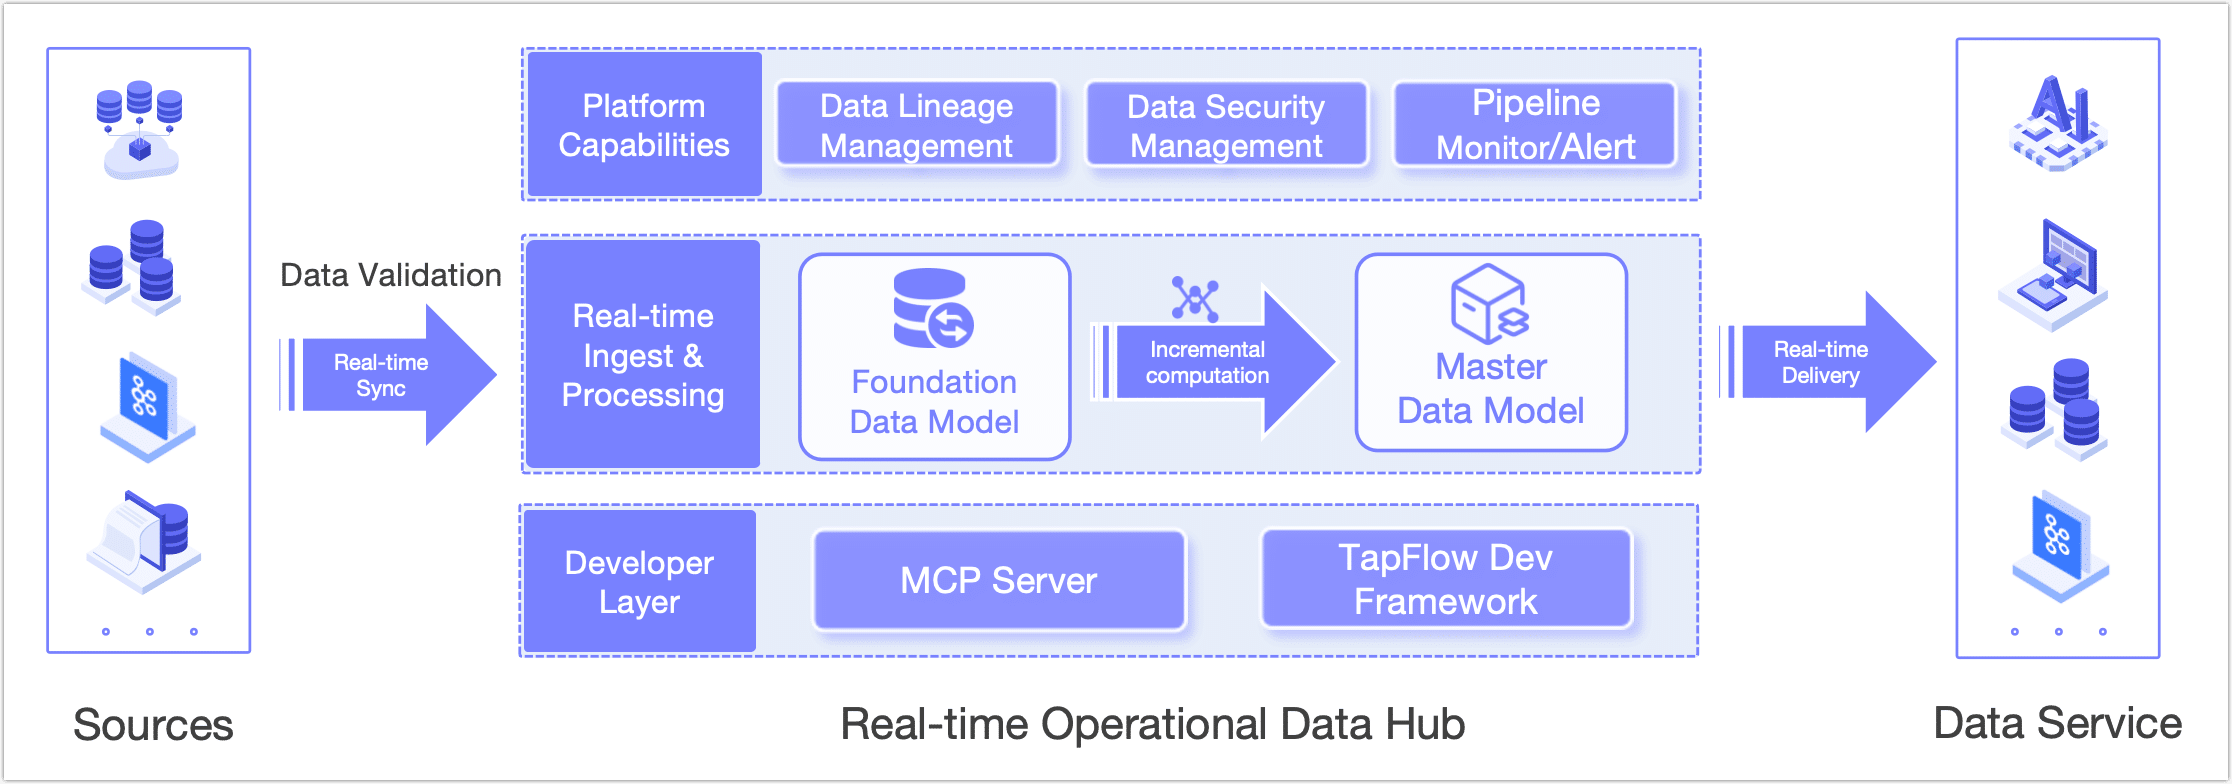 Platform
Capabilities
Data Lineage
Management
Data Security
Management
Pipeline
Monitor/Alert
Data Validation
Real-time
Sync
Real-time
Ingest &
Processing
Foundation
Data Model
Incremental
computation
Master
Data Model
Real-time
Delivery
Developer
Layer
MCP Server
TapFlow Dev
Framework
AI
Sources
Real-time Operational Data Hub
Data Service